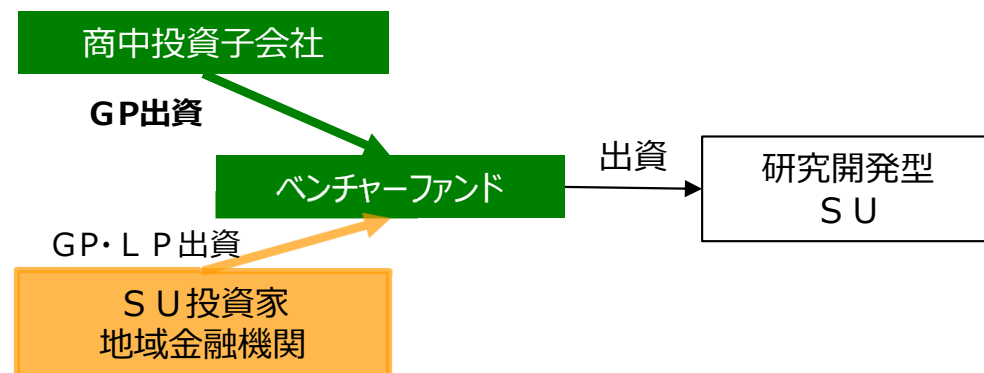 商中投資子会社
GP出資
ベンチャーファンド
出資
研究開発型
ＳＵ
GP・ＬＰ出資
ＳＵ投資家
地域金融機関